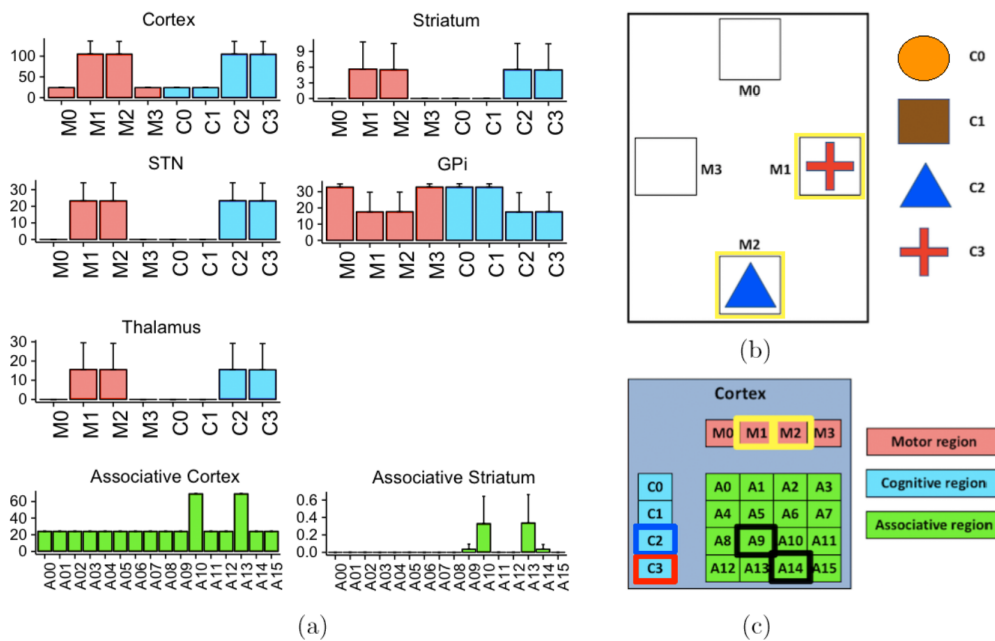 Cortex
100
50
0
M0 M1 M2 M3 C0 C1 C2 C3
Striatum
9
6
3
0
M0 M1 M2 M3 C0 C1 C2 C3
STN
30
20
10
0
M0 M1 M2 M3 C0 C1 C2 C3
GPi
30
20
10
0
M0 M1 M2 M3 C0 C1 C2 C3
Thalamus
30
20
10
0
M0 M1 M2 M3 C0 C1 C2 C3
Associative Cortex
60
40
20
0
A00 A01 A02 A03 A04 A05 A06 A07 A08 A09 A10 A11 A12 A13 A14 A15
Associative Striatum
0.6
0.4
0.2
0.0
A00 A01 A02 A03 A04 A05 A06 A07 A08 A09 A10 A11 A12 A13 A14 A15
(a)
M0
M3
M1
M2
C0
C1
C2
C3
(b)
Cortex
M0 M1 M2 M3
C0 A0 A1 A2 A3
C1 A4 A5 A6 A7
C2 A8 A9 A10 A11
C3 A12 A13 A14 A15
Motor region
Cognitive region
Associative region
(c)